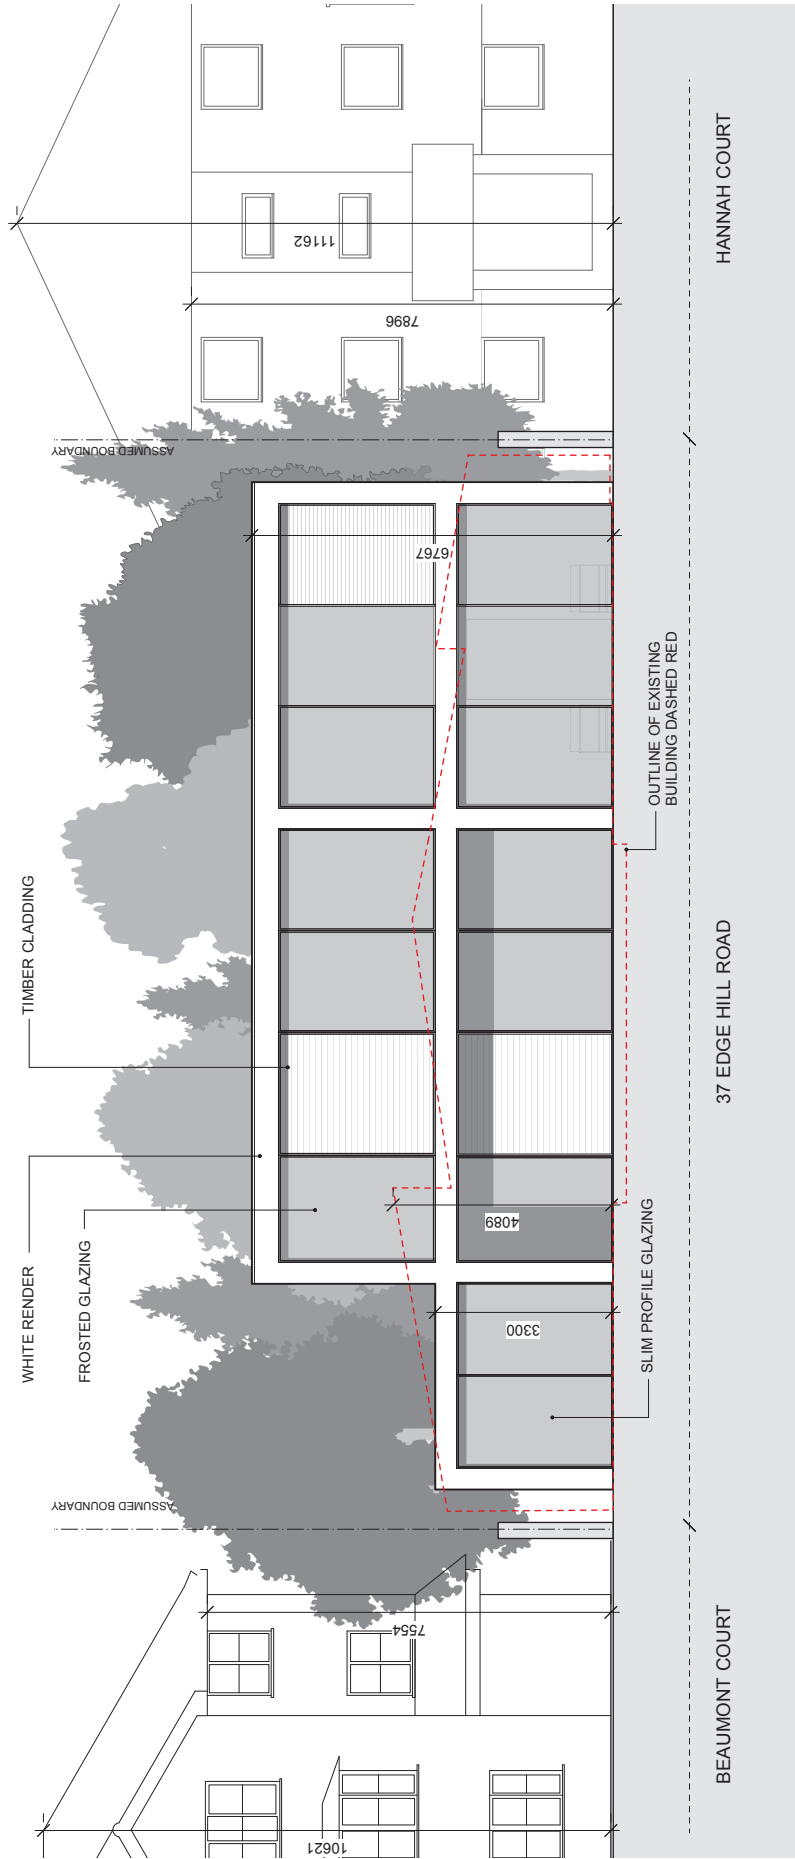 WHITE RENDER
TIMBER CLADDING
FROSTED GLAZING
ASSUMED BOUNDARY
ASSUMED BOUNDARY
10621
7554
3300
4089
6767
7896
11162
SLIM PROFILE GLAZING
OUTLINE OF EXISTING
BUILDING DASHED RED
BEAUMONT COURT
37 EDGE HILL ROAD
HANNAH COURT